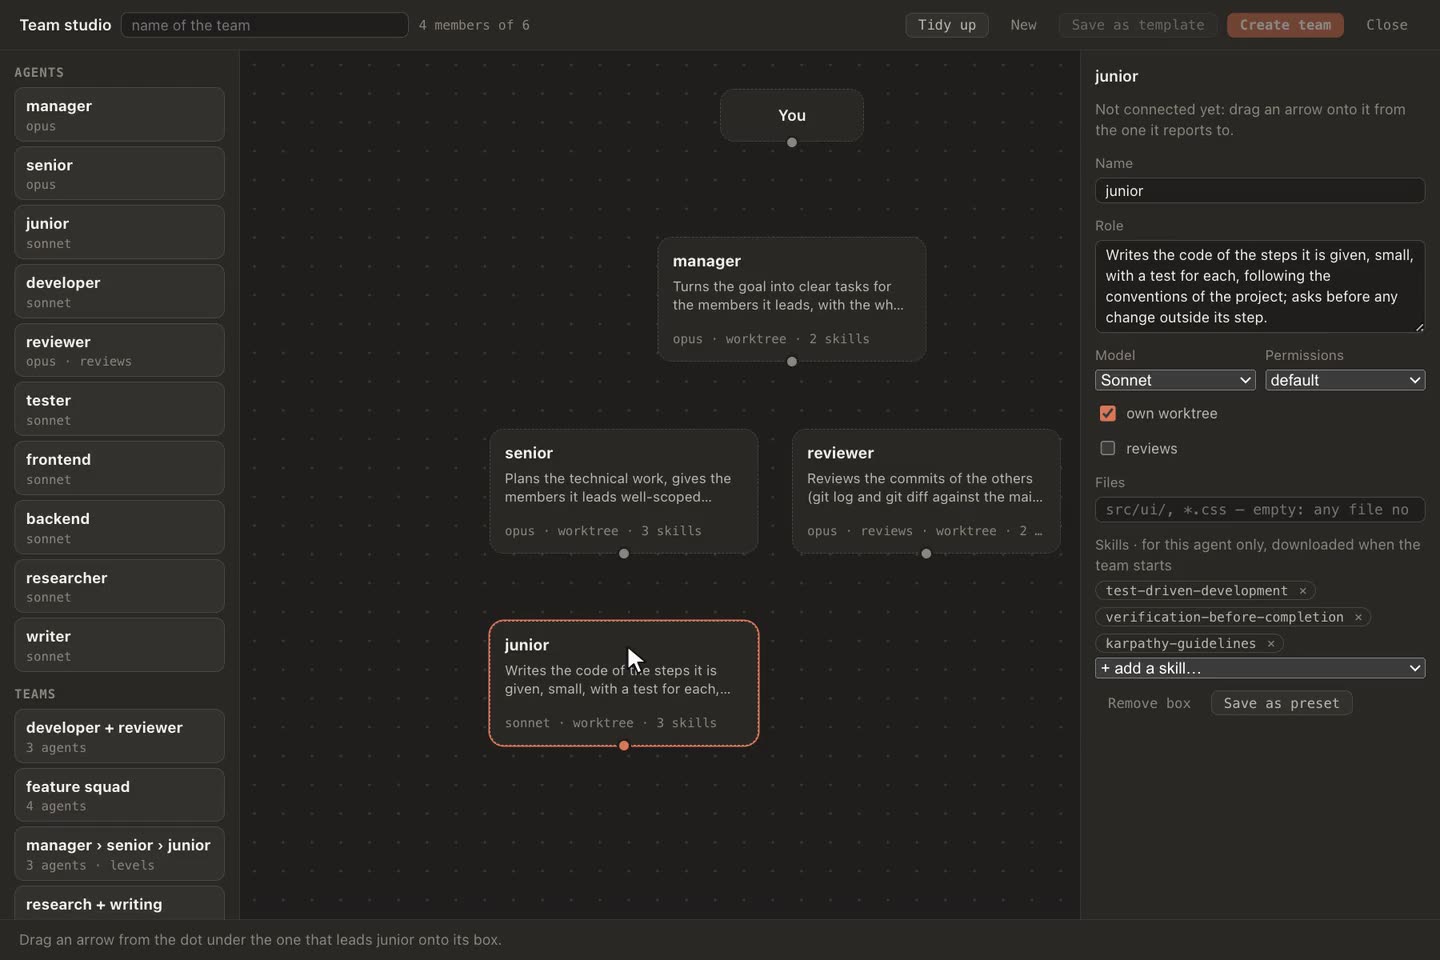 Team studio
name of the team
4 members of 6
Tidy up
New
Save as template
Create team
Close
AGENTS
manager
opus
senior
opus
junior
sonnet
developer
sonnet
reviewer
opus · reviews
tester
sonnet
frontend
sonnet
backend
sonnet
researcher
sonnet
writer
sonnet
TEAMS
developer + reviewer
3 agents
feature squad
4 agents
manager › senior › junior
3 agents · levels
research + writing
You
manager
Turns the goal into clear tasks for
the members it leads, with the wh...
opus · worktree · 2 skills
senior
Plans the technical work, gives the
members it leads well-scoped...
opus · worktree · 3 skills
reviewer
Reviews the commits of the others
(git log and git diff against the mai...
opus · reviews · worktree · 2 …
junior
Writes the code of the steps it is
given, small, with a test for each,...
sonnet · worktree · 3 skills
junior
Not connected yet: drag an arrow onto it from
the one it reports to.
Name
junior
Role
Writes the code of the steps it is given, small,
with a test for each, following the
conventions of the project; asks before any
change outside its step.
Model
Permissions
Sonnet
default
own worktree
reviews
Files
src/ui/, *.css — empty: any file no
Skills · for this agent only, downloaded when the
team starts
test-driven-development ×
verification-before-completion ×
karpathy-guidelines ×
+ add a skill...
Remove box
Save as preset
Drag an arrow from the dot under the one that leads junior onto its box.